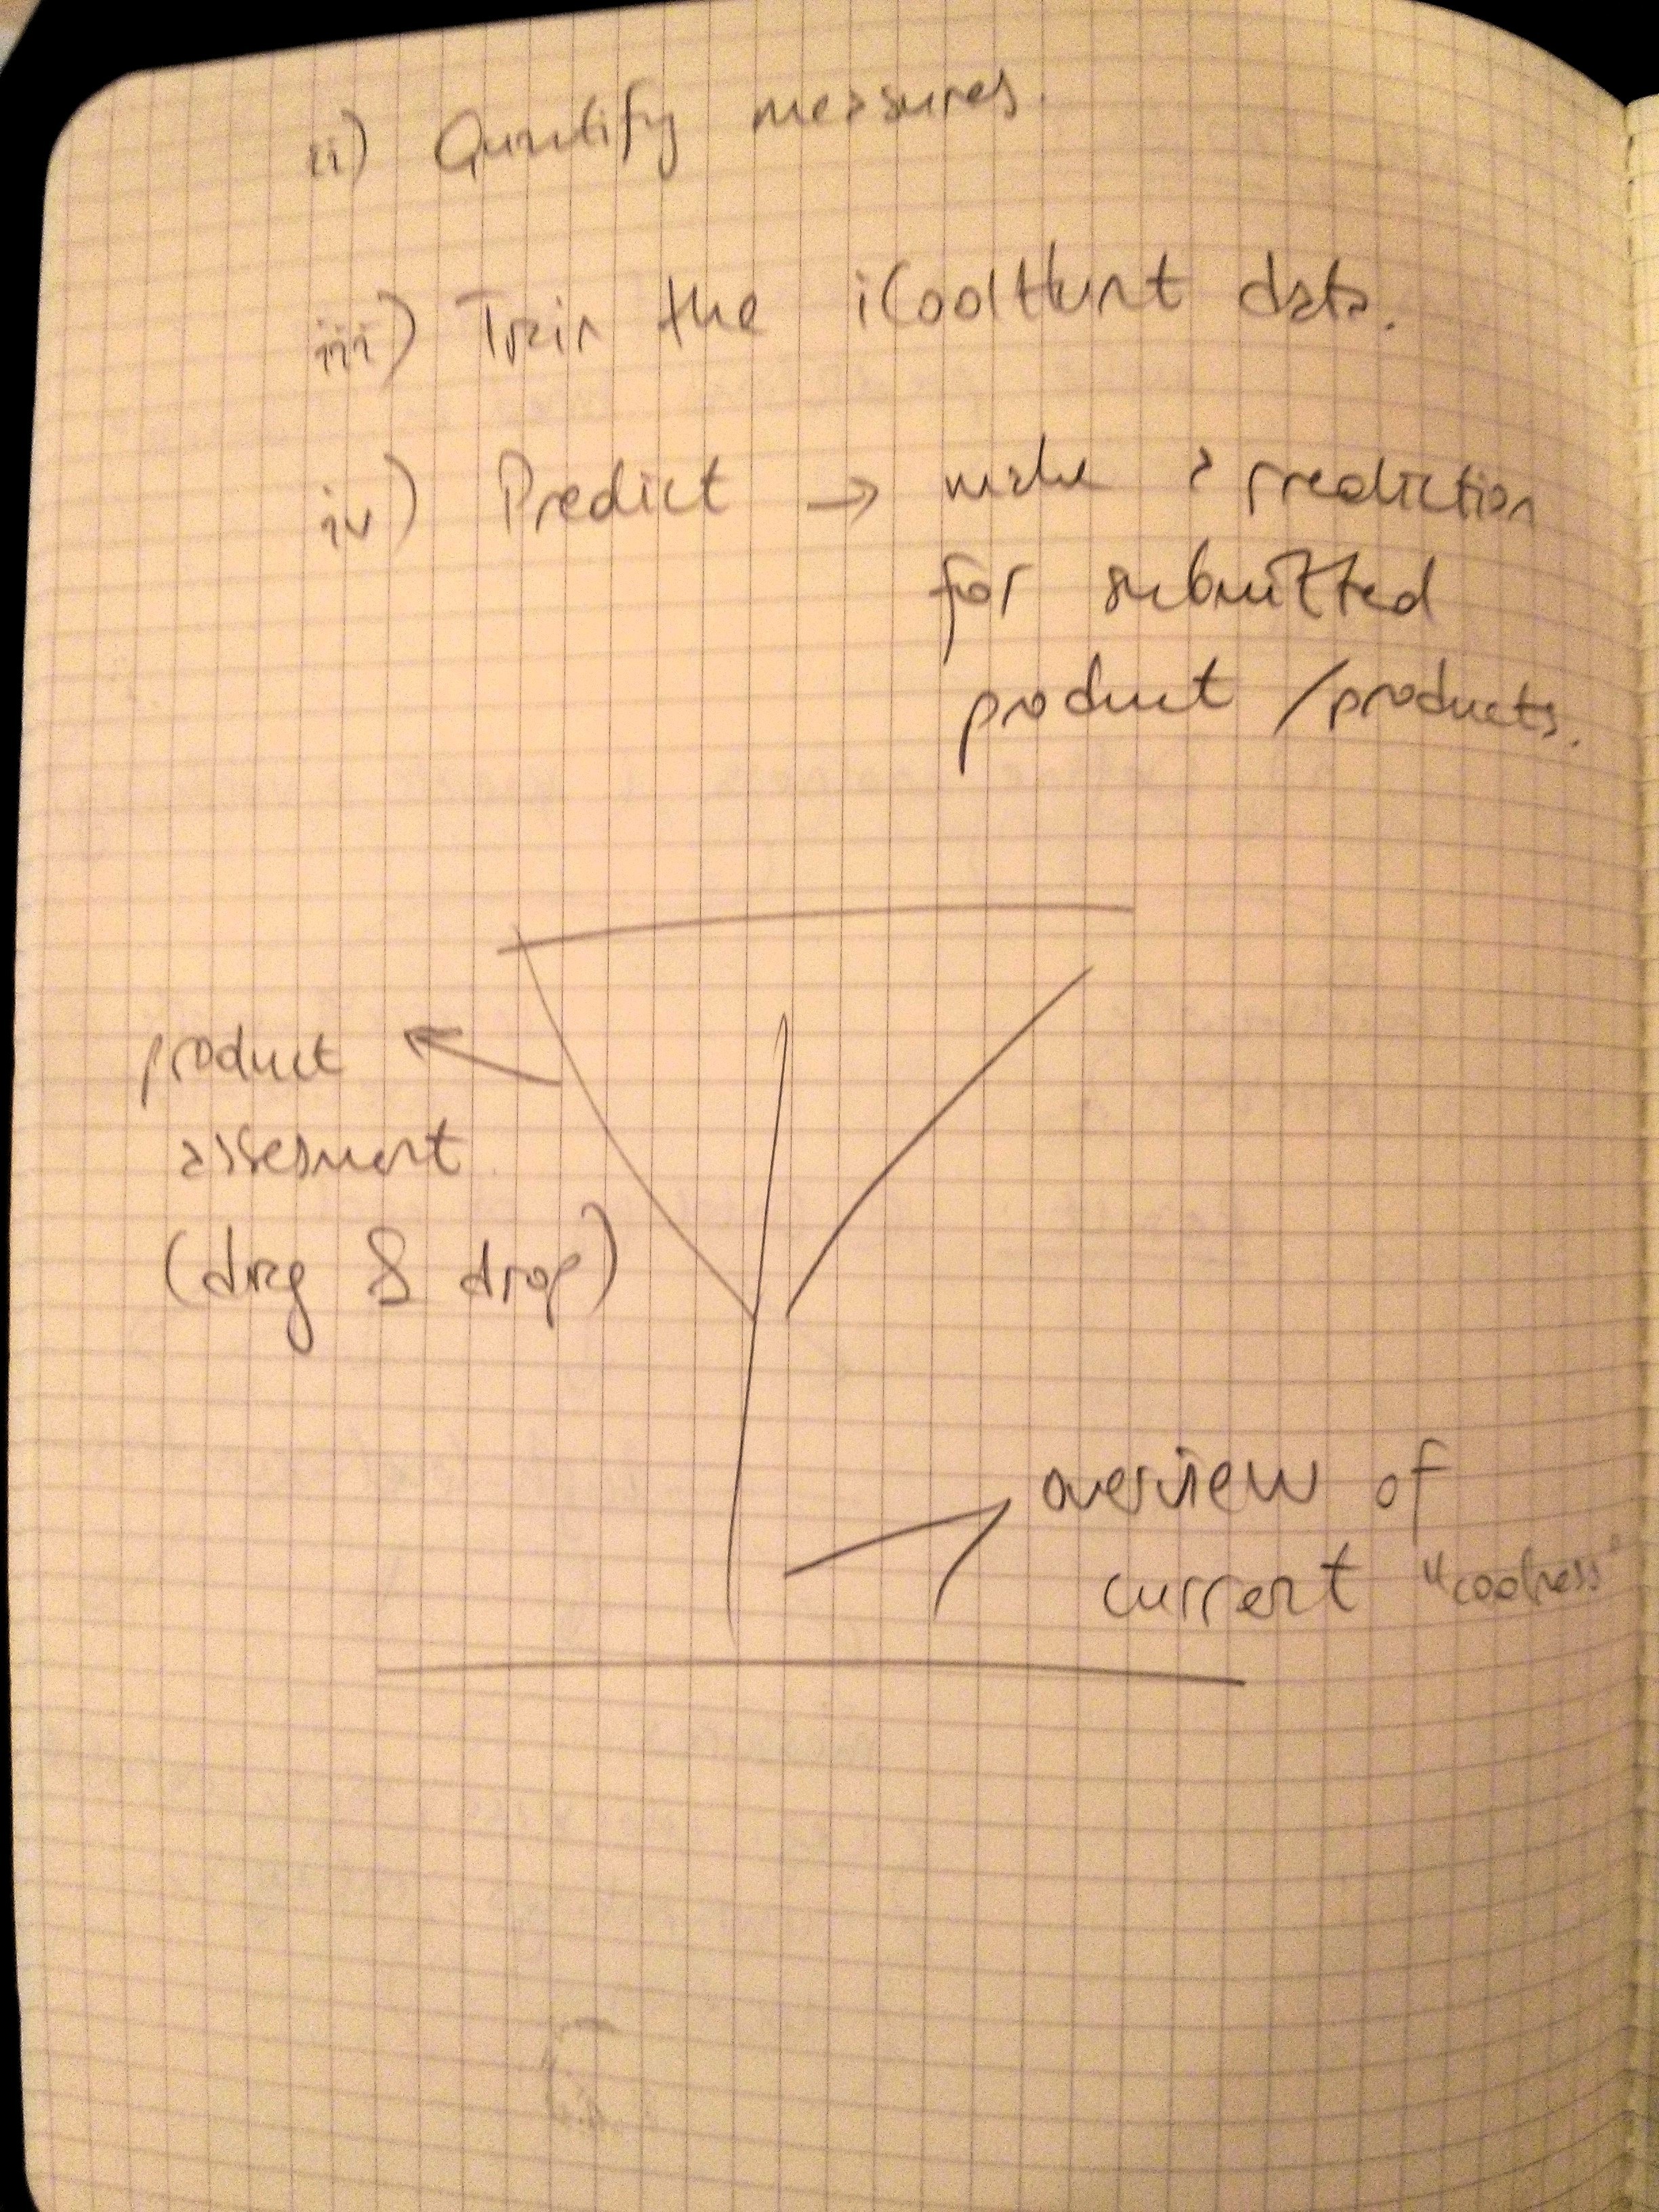 ii) Quantify measures.
iii) Train the iCoolHunt data.
iv) Predict → make a prediction
for submitted
product / products.
product
assesment
(drag & drop)
overview of
current "coolness"